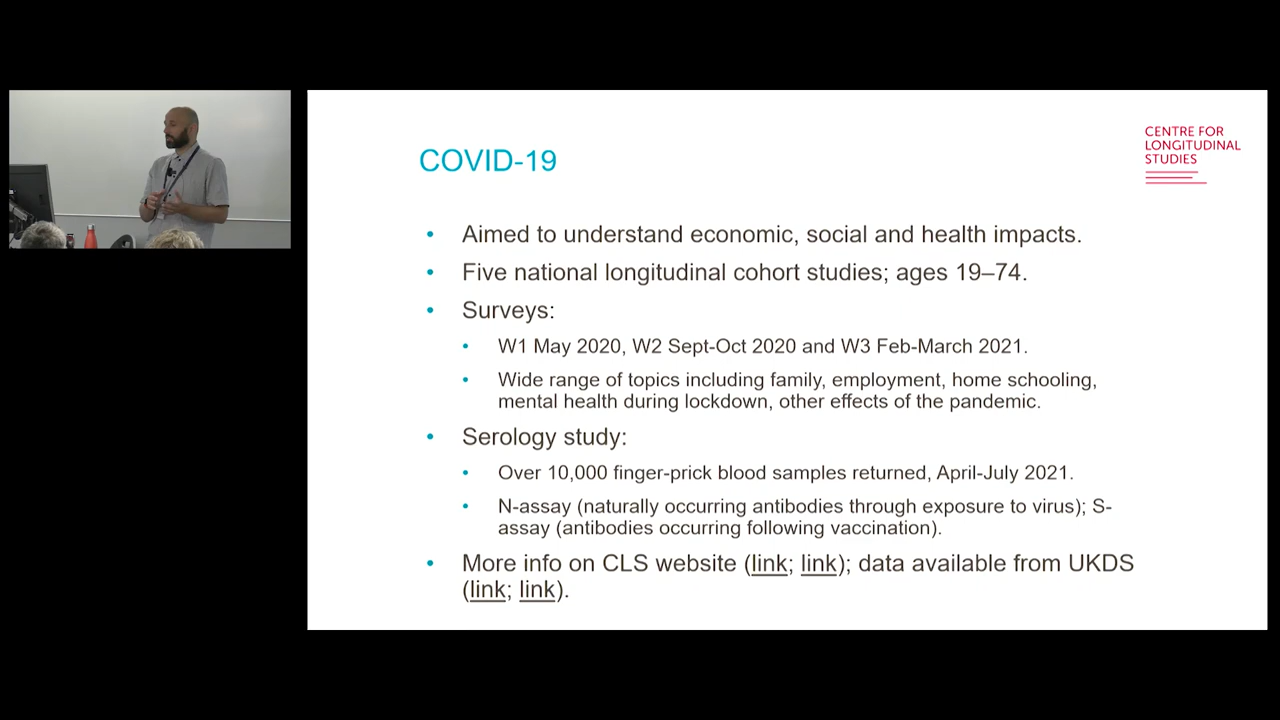 CENTRE FOR
LONGITUDINAL
STUDIES
COVID-19
• Aimed to understand economic, social and health impacts.
• Five national longitudinal cohort studies; ages 19–74.
• Surveys:
• W1 May 2020, W2 Sept-Oct 2020 and W3 Feb-March 2021.
• Wide range of topics including family, employment, home schooling,
mental health during lockdown, other effects of the pandemic.
• Serology study:
• Over 10,000 finger-prick blood samples returned, April-July 2021.
• N-assay (naturally occurring antibodies through exposure to virus); S-
assay (antibodies occurring following vaccination).
• More info on CLS website (link; link); data available from UKDS
(link; link).